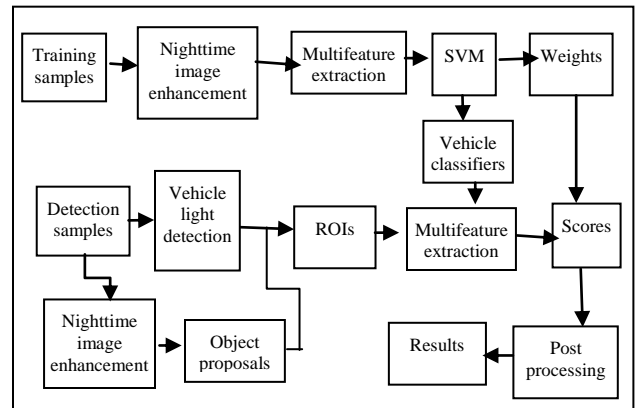 Training
samples
Nighttime
image
enhancement
Multifeature
extraction
SVM
Weights
Vehicle
classifiers
Detection
samples
Vehicle
light
detection
ROIs
Multifeature
extraction
Scores
Nighttime
image
enhancement
Object
proposals
Results
Post
processing